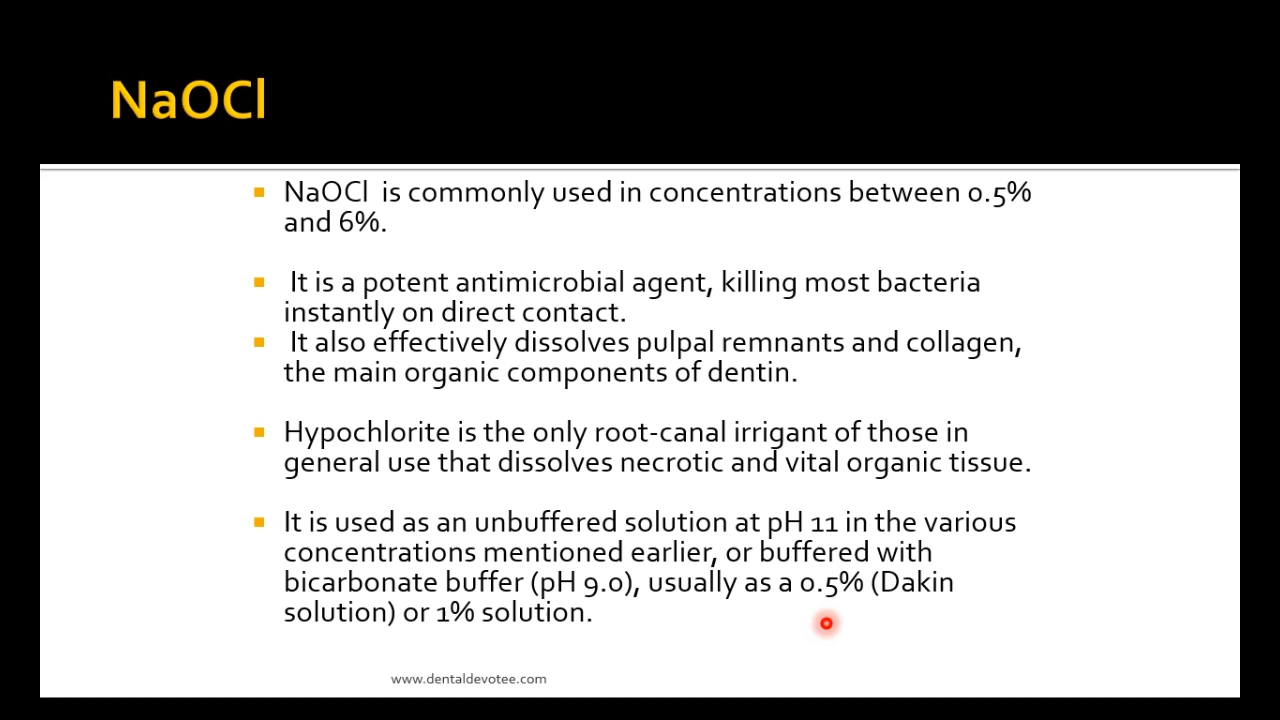 NaOCl
NaOCl is commonly used in concentrations between 0.5%
and 6%.
It is a potent antimicrobial agent, killing most bacteria
instantly on direct contact.
It also effectively dissolves pulpal remnants and collagen,
the main organic components of dentin.
Hypochlorite is the only root-canal irrigant of those in
general use that dissolves necrotic and vital organic tissue.
It is used as an unbuffered solution at pH 11 in the various
concentrations mentioned earlier, or buffered with
bicarbonate buffer (pH 9.0), usually as a 0.5% (Dakin
solution) or 1% solution.
www.dentaldevotee.com